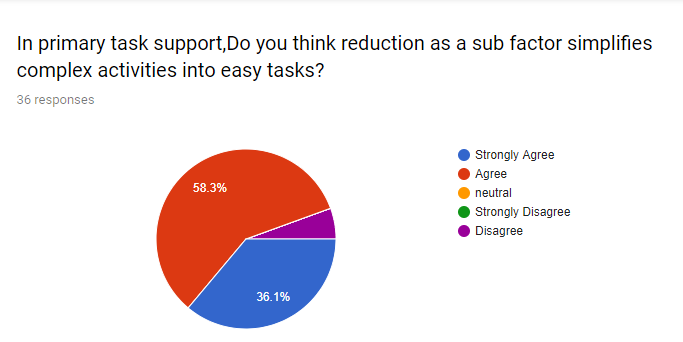 In primary task support,Do you think reduction as a sub factor simplifies
complex activities into easy tasks?
36 responses
58.3%
36.1%
Strongly Agree
Agree
neutral
Strongly Disagree
Disagree